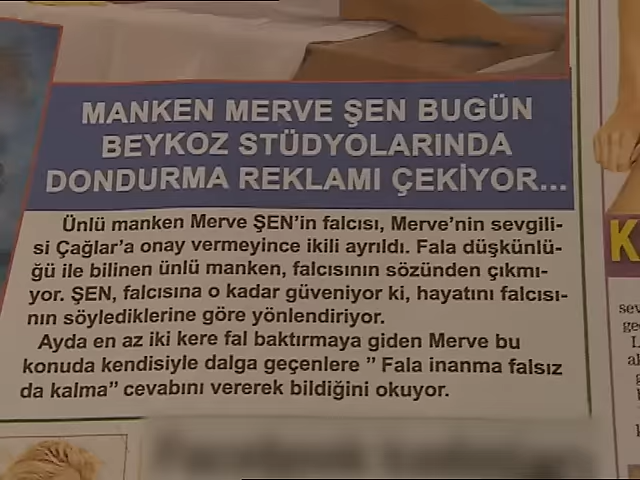 MANKEN MERVE ŞEN BUGÜN
BEYKOZ STÜDYOLARINDA
DONDURMA REKLAMI ÇEKİYOR...
Ünlü manken Merve ŞEN'in falcısı, Merve'nin sevgili-
si Çağlar'a onay vermeyince ikili ayrıldı. Fala düşkünlü-
ğü ile bilinen ünlü manken, falcısının sözünden çıkmı-
yor. ŞEN, falcısına o kadar güveniyor ki, hayatını falcısı-
nın söylediklerine göre yönlendiriyor.
Ayda en az iki kere fal baktırmaya giden Merve bu
konuda kendisiyle dalga geçenlere " Fala inanma falsız
da kalma" cevabını vererek bildiğini okuyor.
K
sev
geç